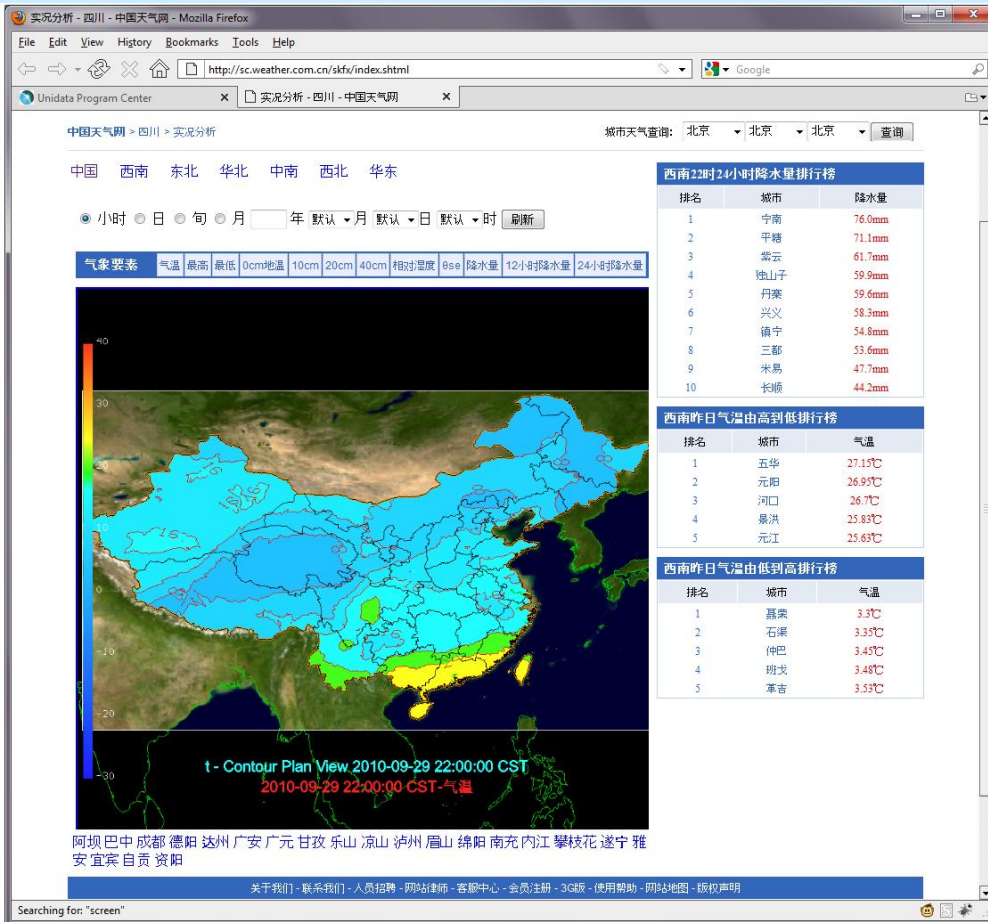 实况分析 - 四川 - 中国天气网 - Mozilla Firefox
File Edit View History Bookmarks Tools Help
http://sc.weather.com.cn/skfx/index.shtml
Google
Unidata Program Center
实况分析 - 四川 - 中国天气网
中国天气网 > 四川 > 实况分析
城市天气查询: 北京 北京 北京 查询
中国 西南 东北 华北 中南 西北 华东
小时 日 旬 月 年 默认 月 默认 日 默认 时 刷新
气象要素 气温 最高 最低 0cm地温 10cm 20cm 40cm 相对湿度 θse 降水量 12小时降水量 24小时降水量
40
30
20
10
0
-10
-20
-30
t - Contour Plan View 2010-09-29 22:00:00 CST
2010-09-29 22:00:00 CST-气温
阿坝 巴中 成都 德阳 达州 广安 广元 甘孜 乐山 凉山 泸州 眉山 绵阳 南充 内江 攀枝花 遂宁 雅
安 宜宾 自贡 资阳
西南22时24小时降水量排行榜
排名 城市 降水量
1 宁南 76.0mm
2 平塘 71.1mm
3 紫云 61.7mm
4 独山子 59.9mm
5 丹寨 59.6mm
6 兴义 58.3mm
7 镇宁 54.8mm
8 三都 53.6mm
9 米易 47.7mm
10 长顺 44.2mm
西南昨日气温由高到低排行榜
排名 城市 气温
1 五华 27.15℃
2 元阳 26.95℃
3 河口 26.7℃
4 景洪 25.83℃
5 元江 25.63℃
西南昨日气温由低到高排行榜
排名 城市 气温
1 聂荣 3.3℃
2 石渠 3.35℃
3 仲巴 3.45℃
4 班戈 3.48℃
5 革吉 3.53℃
关于我们 - 联系我们 - 人员招聘 - 网站律师 - 客服中心 - 会员注册 - 3G版 - 使用帮助 - 网站地图 - 版权声明
Searching for: "screen"